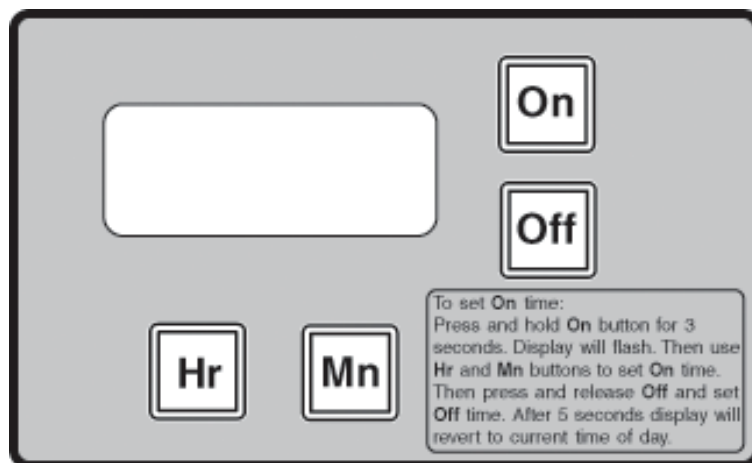 On
Off
Hr
Mn
To set On time:
Press and hold On button for 3
seconds. Display will flash. Then use
Hr and Mn buttons to set On time.
Then press and release Off and set
Off time. After 5 seconds display will
revert to current time of day.